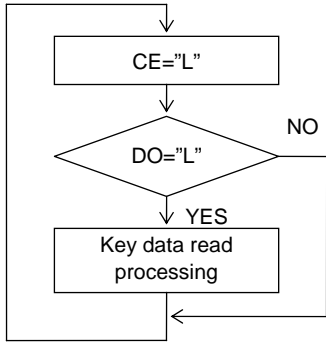 CE=”L”
NO
DO=”L”
YES
Key data read
processing